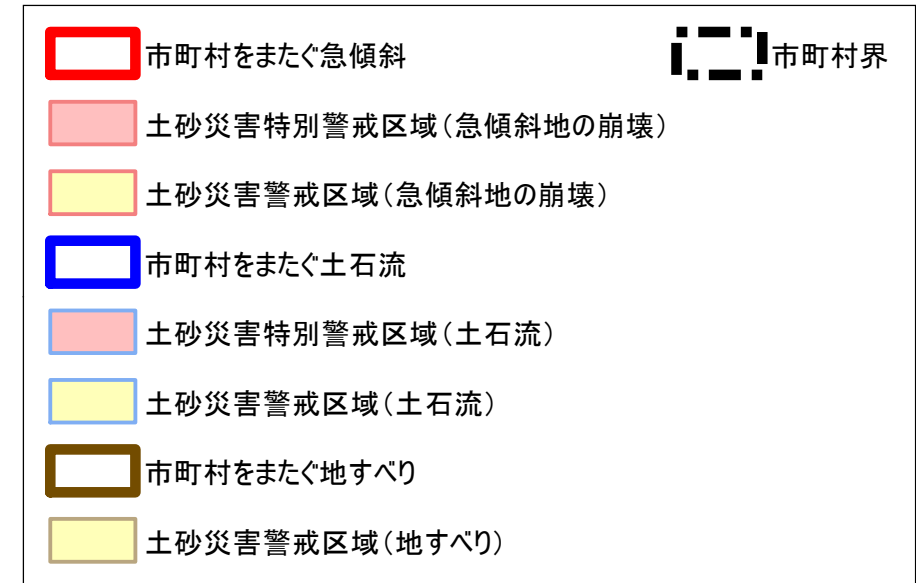 市町村をまたぐ急傾斜
市町村界
土砂災害特別警戒区域(急傾斜地の崩壊)
土砂災害警戒区域(急傾斜地の崩壊)
市町村をまたぐ土石流
土砂災害特別警戒区域(土石流)
土砂災害警戒区域(土石流)
市町村をまたぐ地すべり
土砂災害警戒区域(地すべり)